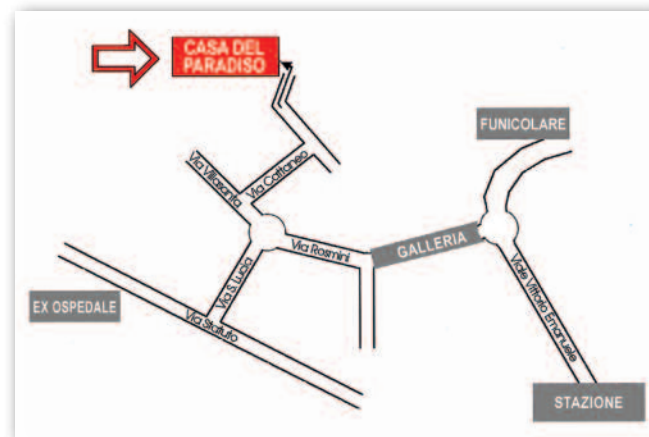 CASA DEL
PARADISO
FUNICOLARE
Via Villasanta
Via Cattaneo
Via Rosmini
GALLERIA
Via S. Lucia
Viale Vittorio Emanuele
EX OSPEDALE
Via Statuto
STAZIONE